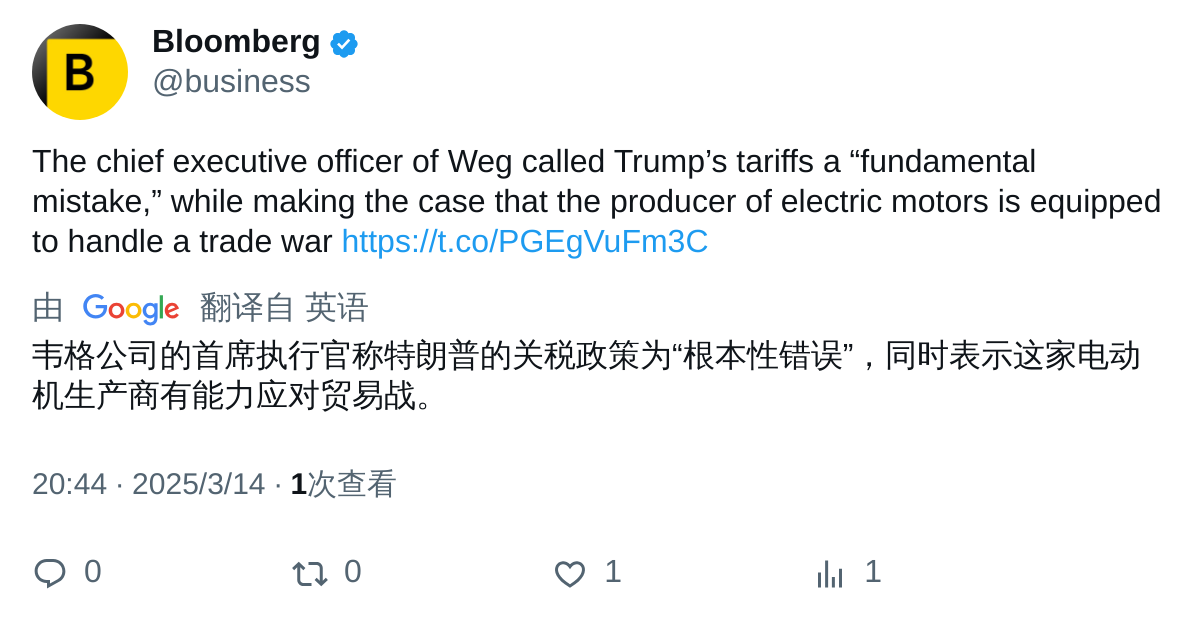 B
Bloomberg
@business
The chief executive officer of Weg called Trump’s tariffs a “fundamental
mistake,” while making the case that the producer of electric motors is equipped
to handle a trade war https://t.co/PGEgVuFm3C
由 Google 翻译自 英语
韦格公司的首席执行官称特朗普的关税政策为“根本性错误”，同时表示这家电动
机生产商有能力应对贸易战。
20:44 · 2025/3/14 · 1次查看
0 0 1 1